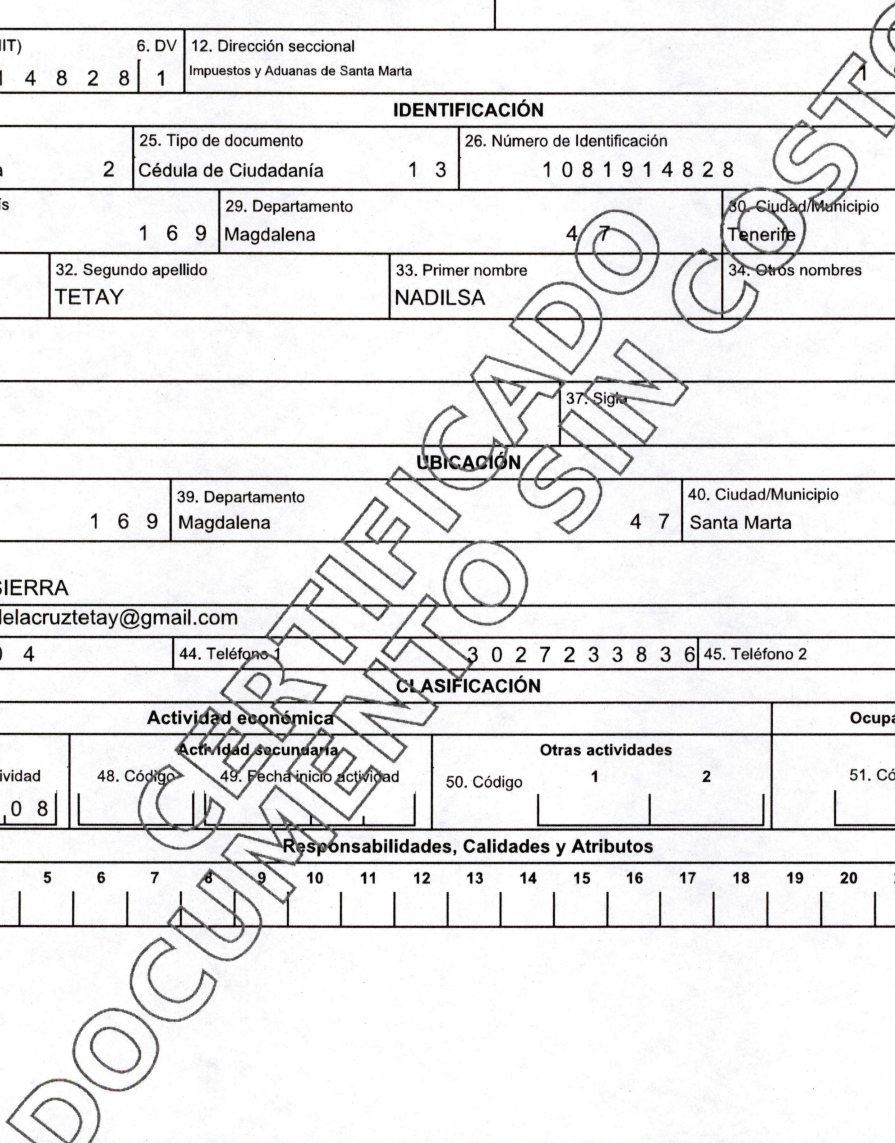 IT) 6. DV 12. Dirección seccional
1 4 8 2 8 1 Impuestos y Aduanas de Santa Marta 1
IDENTIFICACIÓN
25. Tipo de documento 26. Número de Identificación
2 Cédula de Ciudadanía 1 3 1 0 8 1 9 1 4 8 2 8
ís 29. Departamento 30. Ciudad/Municipio
1 6 9 Magdalena 4 7 Tenerife
32. Segundo apellido 33. Primer nombre 34. Otros nombres
TETAY NADILSA
37. Sigla
UBICACIÓN
39. Departamento 40. Ciudad/Municipio
1 6 9 Magdalena 4 7 Santa Marta
SIERRA
delacruztetay@gmail.com
0 4 44. Teléfono 1 3 0 2 7 2 3 3 8 3 6 45. Teléfono 2
CLASIFICACIÓN
Actividad económica Ocupa
Actividad secundaria Otras actividades
ividad 48. Código 49. Fecha inicio actividad 50. Código 1 2 51. Có
0 8
Responsabilidades, Calidades y Atributos
5 6 7 8 9 10 11 12 13 14 15 16 17 18 19 20
CERTIFICADO
DOCUMENTO SIN COSTO